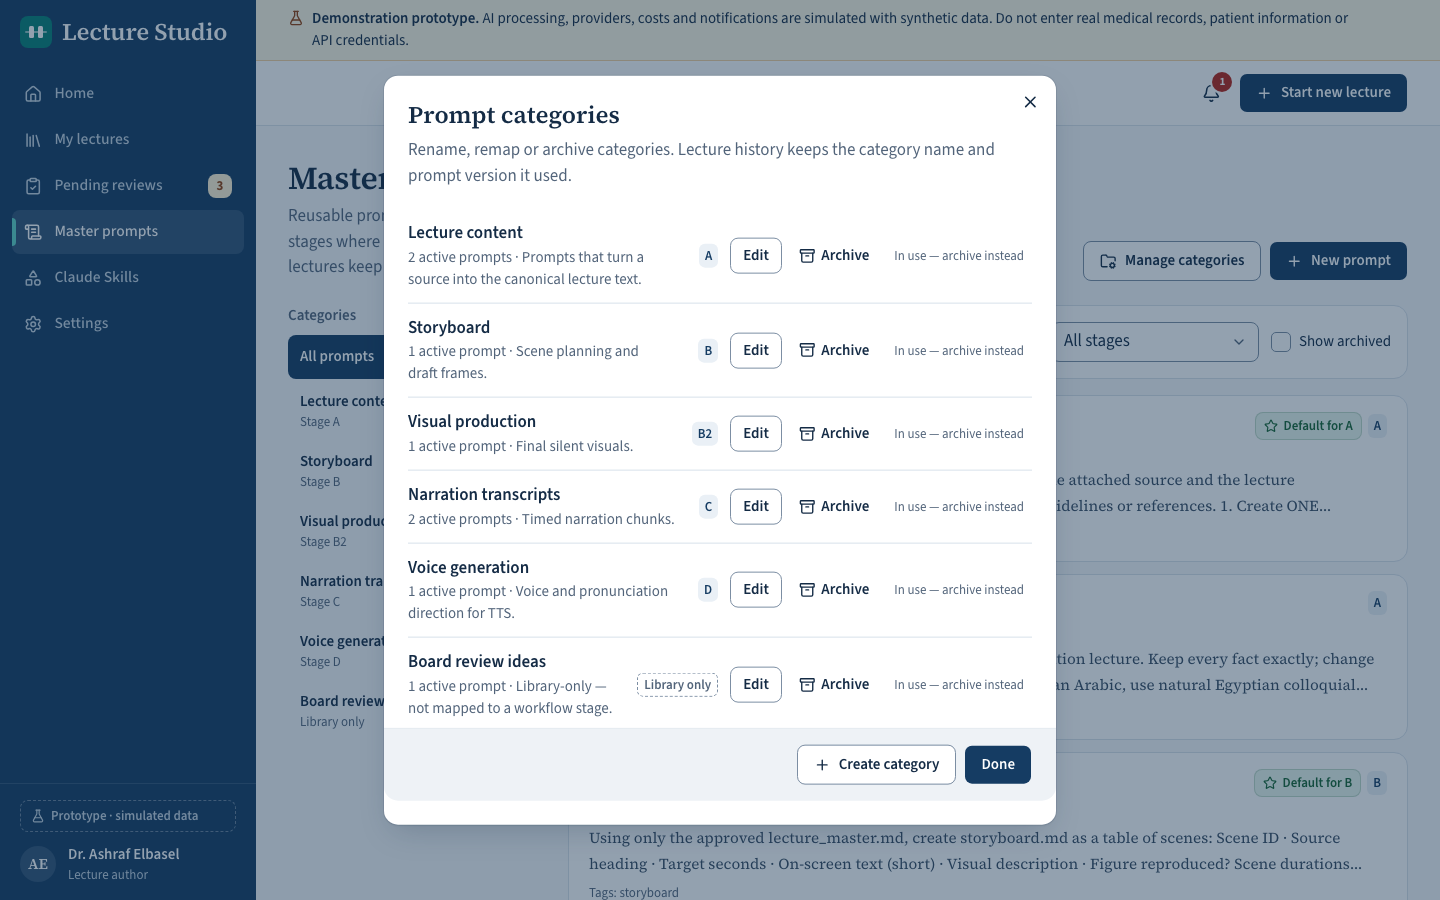 Lecture Studio
Home
My lectures
Pending reviews
3
Master prompts
Claude Skills
Settings
Prototype · simulated data
AE
Dr. Ashraf Elbasel
Lecture author
Demonstration prototype. AI processing, providers, costs and notifications are simulated with synthetic data. Do not enter real medical records, patient information or
API credentials.
1
Start new lecture
Master
Reusable
stages where
lectures keep
Manage categories
New prompt
Categories
All prompts
Lecture
Stage A
Storyboard
Stage B
Visual
Stage B2
Narration
Stage C
Voice
Stage D
Board review
Library only
All stages
Show archived
Default for A
A
attached source and the lecture
or references. 1. Create ONE...
A
lecture. Keep every fact exactly; change
Arabic, use natural Egyptian colloquial...
Default for B
B
Using only the approved lecture_master.md, create storyboard.md as a table of scenes: Scene ID · Source
heading · Target seconds · On-screen text (short) · Visual description · Figure reproduced? Scene durations...
Tags: storyboard
Prompt categories
Rename, remap or archive categories. Lecture history keeps the category name and
prompt version it used.
Lecture content
2 active prompts · Prompts that turn a
source into the canonical lecture text.
A
Edit
Archive
In use — archive instead
Storyboard
1 active prompt · Scene planning and
draft frames.
B
Edit
Archive
In use — archive instead
Visual production
1 active prompt · Final silent visuals.
B2
Edit
Archive
In use — archive instead
Narration transcripts
2 active prompts · Timed narration chunks.
C
Edit
Archive
In use — archive instead
Voice generation
1 active prompt · Voice and pronunciation
direction for TTS.
D
Edit
Archive
In use — archive instead
Board review ideas
1 active prompt · Library-only —
not mapped to a workflow stage.
Library only
Edit
Archive
In use — archive instead
Create category
Done